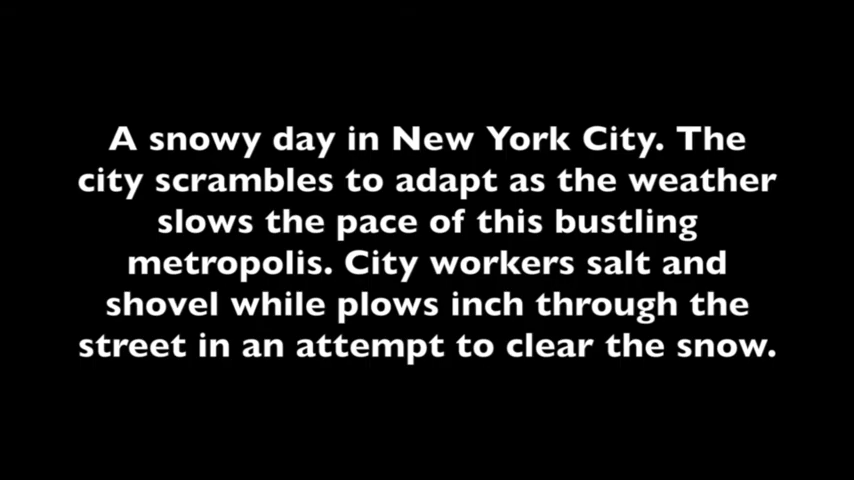 A snowy day in New York City. The
city scrambles to adapt as the weather
slows the pace of this bustling
metropolis. City workers salt and
shovel while plows inch through the
street in an attempt to clear the snow.